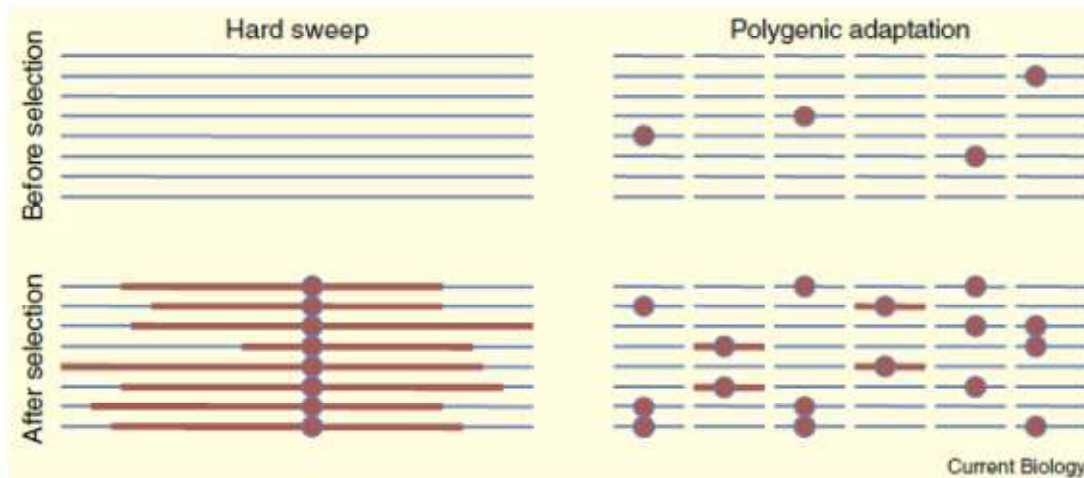 Hard sweep
Polygenic adaptation
Before selection
After selection
Current Biology